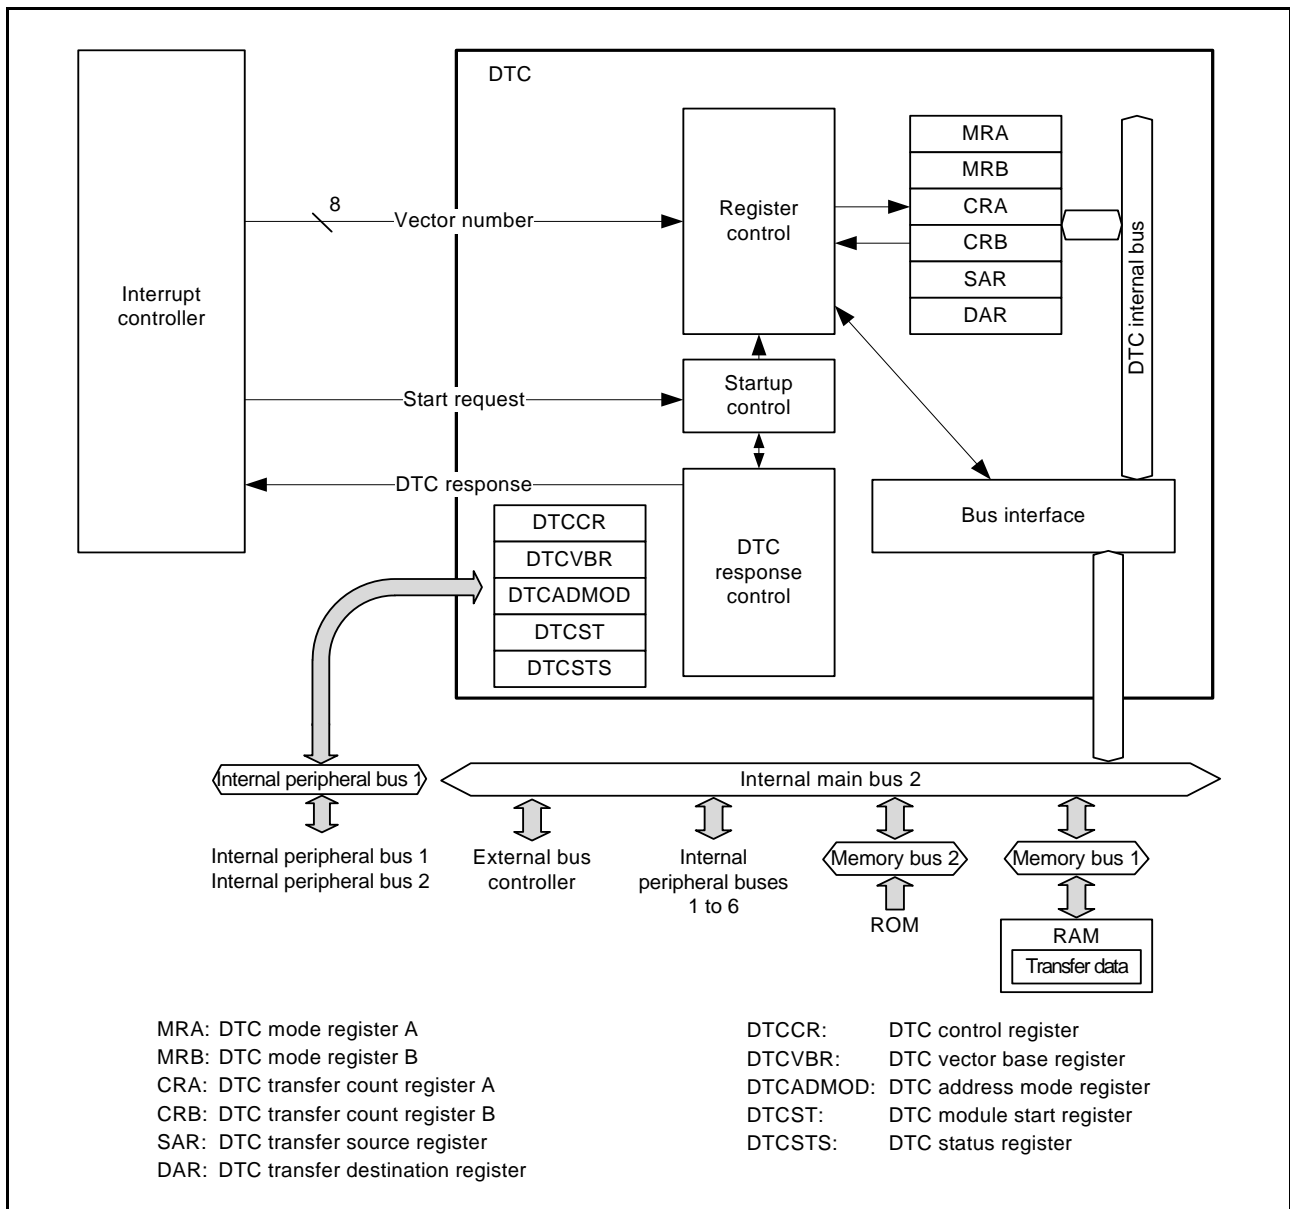 DTC
MRA
MRB
CRA
CRB
SAR
DAR
8
Vector number
Register
control
DTC internal bus
Interrupt
controller
Startup
control
Start request
DTC response
Bus interface
DTCCR
DTCVBR
DTCADMOD
DTCST
DTCSTS
DTC
response
control
Internal peripheral bus 1
Internal main bus 2
Internal peripheral bus 1
Internal peripheral bus 2
External bus
controller
Internal
peripheral buses
1 to 6
Memory bus 2
ROM
Memory bus 1
RAM
Transfer data
MRA: DTC mode register A
MRB: DTC mode register B
CRA: DTC transfer count register A
CRB: DTC transfer count register B
SAR: DTC transfer source register
DAR: DTC transfer destination register
DTCCR: DTC control register
DTCVBR: DTC vector base register
DTCADMOD: DTC address mode register
DTCST: DTC module start register
DTCSTS: DTC status register